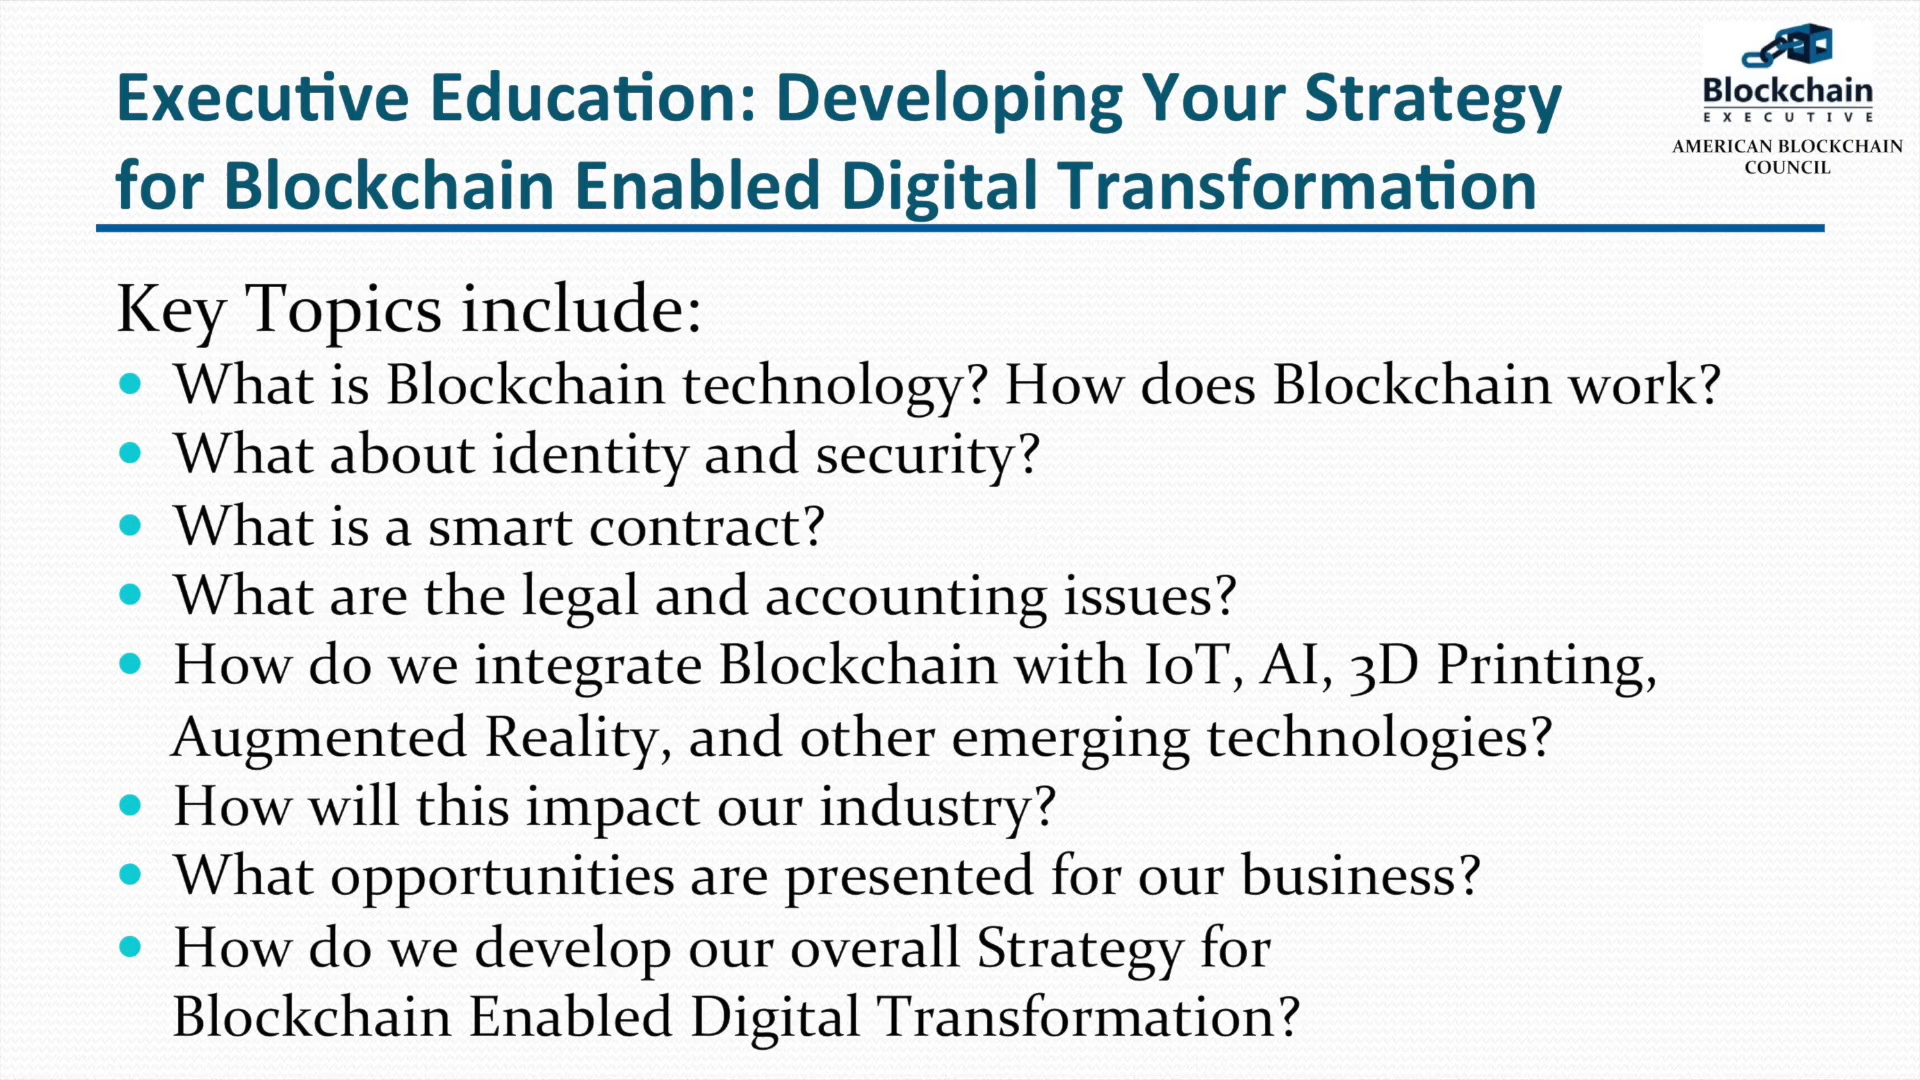 Executive Education: Developing Your Strategy
for Blockchain Enabled Digital Transformation
Blockchain
EXECUTIVE
AMERICAN BLOCKCHAIN
COUNCIL
Key Topics include:
• What is Blockchain technology? How does Blockchain work?
• What about identity and security?
• What is a smart contract?
• What are the legal and accounting issues?
• How do we integrate Blockchain with IoT, AI, 3D Printing,
Augmented Reality, and other emerging technologies?
• How will this impact our industry?
• What opportunities are presented for our business?
• How do we develop our overall Strategy for
Blockchain Enabled Digital Transformation?